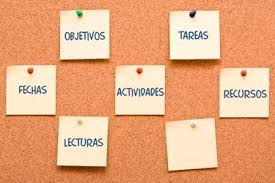 OBJETIVOS
TAREAS
FECHAS
ACTIVIDADES
RECURSOS
LECTURAS